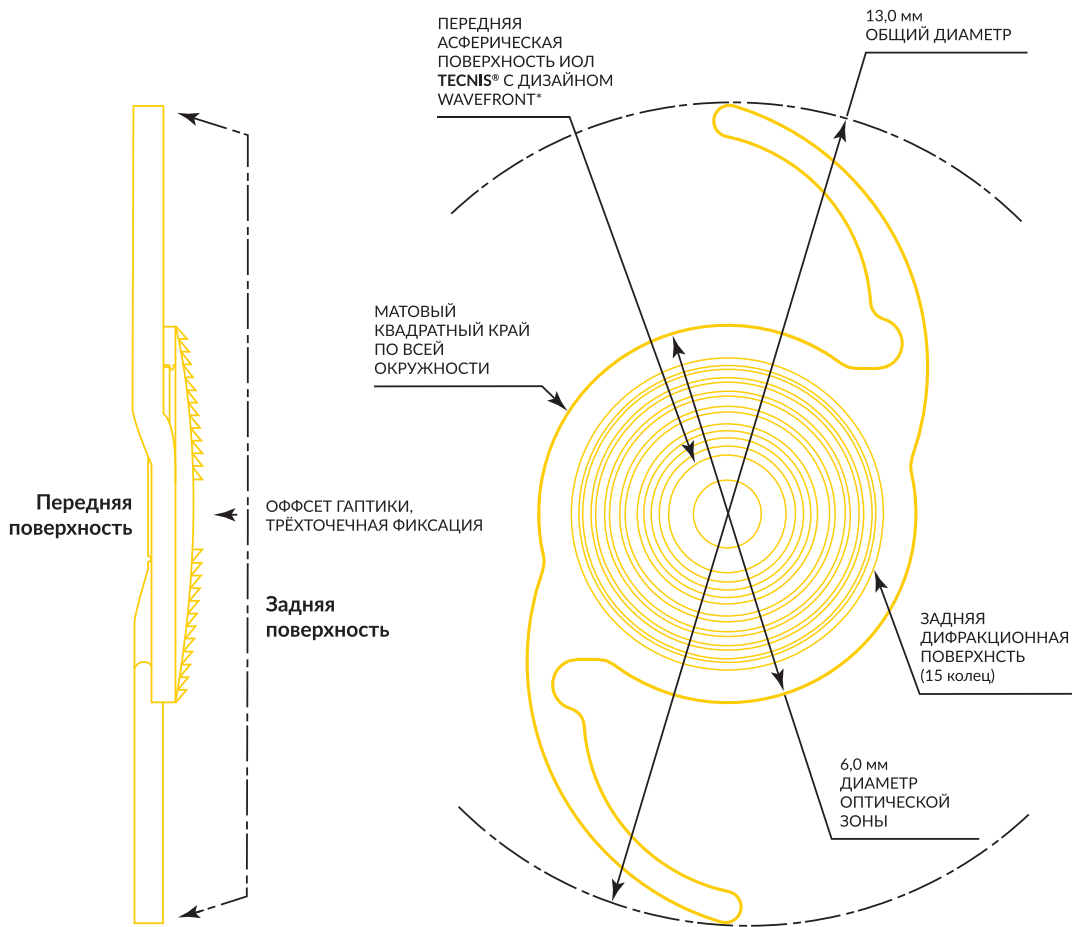 ПЕРЕДНЯЯ
АСФЕРИЧЕСКАЯ
ПОВЕРХНОСТЬ ИОЛ
TECNIS® С ДИЗАЙНОМ
WAVEFRONT*
13,0 мм
ОБЩИЙ ДИАМЕТР
МАТОВЫЙ
КВАДРАТНЫЙ КРАЙ
ПО ВСЕЙ
ОКРУЖНОСТИ
Передняя
поверхность
ОФФСЕТ ГАПТИКИ,
ТРЁХТОЧЕЧНАЯ ФИКСАЦИЯ
Задняя
поверхность
ЗАДНЯЯ
ДИФРАКЦИОННАЯ
ПОВЕРХНСТЬ
(15 колец)
6,0 мм
ДИАМЕТР
ОПТИЧЕСКОЙ
ЗОНЫ